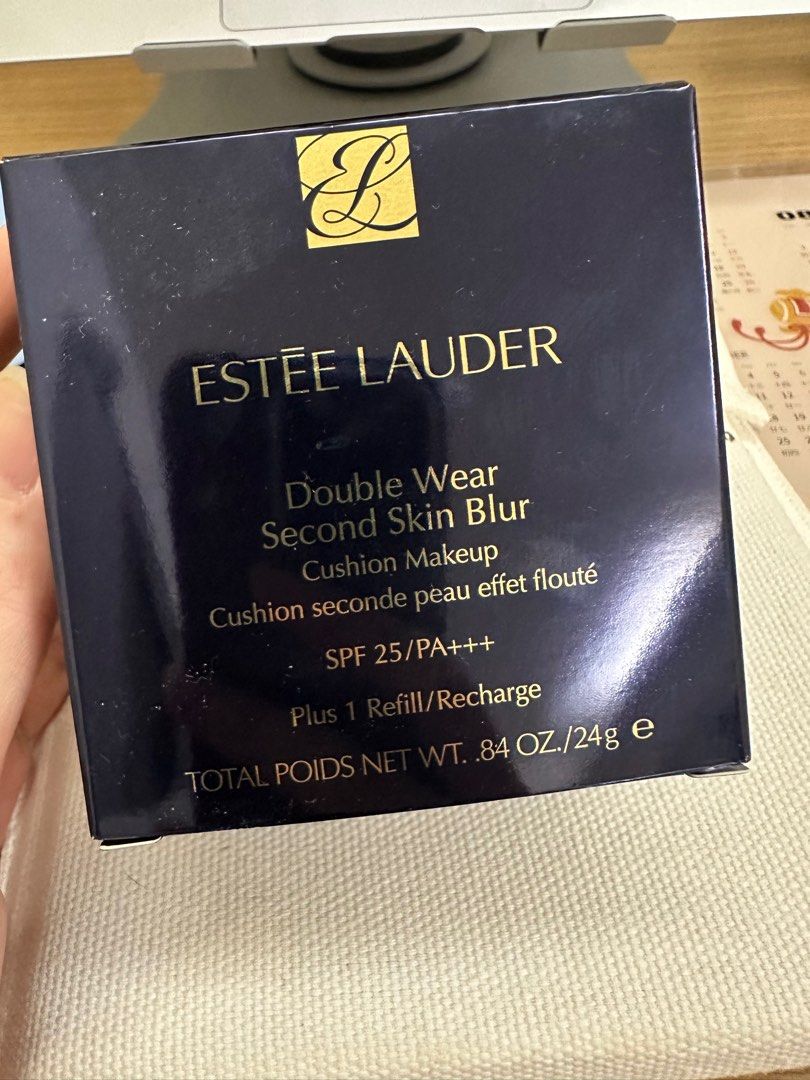 EL
ESTĒE LAUDER
Double Wear
Second Skin Blur
Cushion Makeup
Cushion seconde peau effet flouté
SPF 25/PA+++
Plus 1 Refill/Recharge
TOTAL POIDS NET WT. .84 OZ./24g ℮